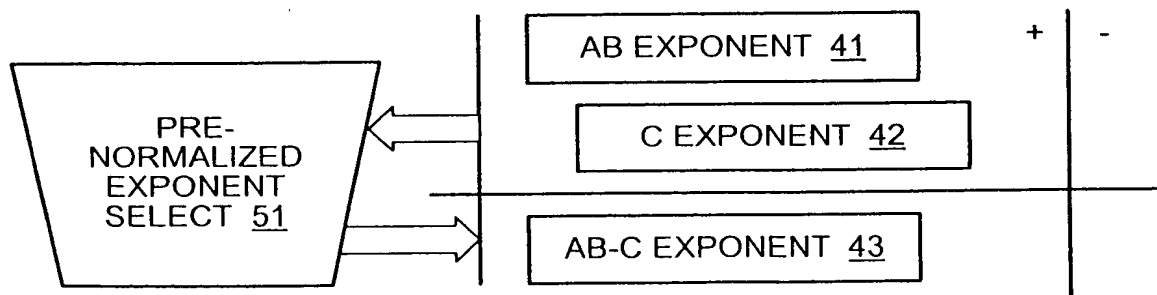 AB EXPONENT 41
+ -
PRE-
NORMALIZED
EXPONENT
SELECT 51
C EXPONENT 42
AB-C EXPONENT 43